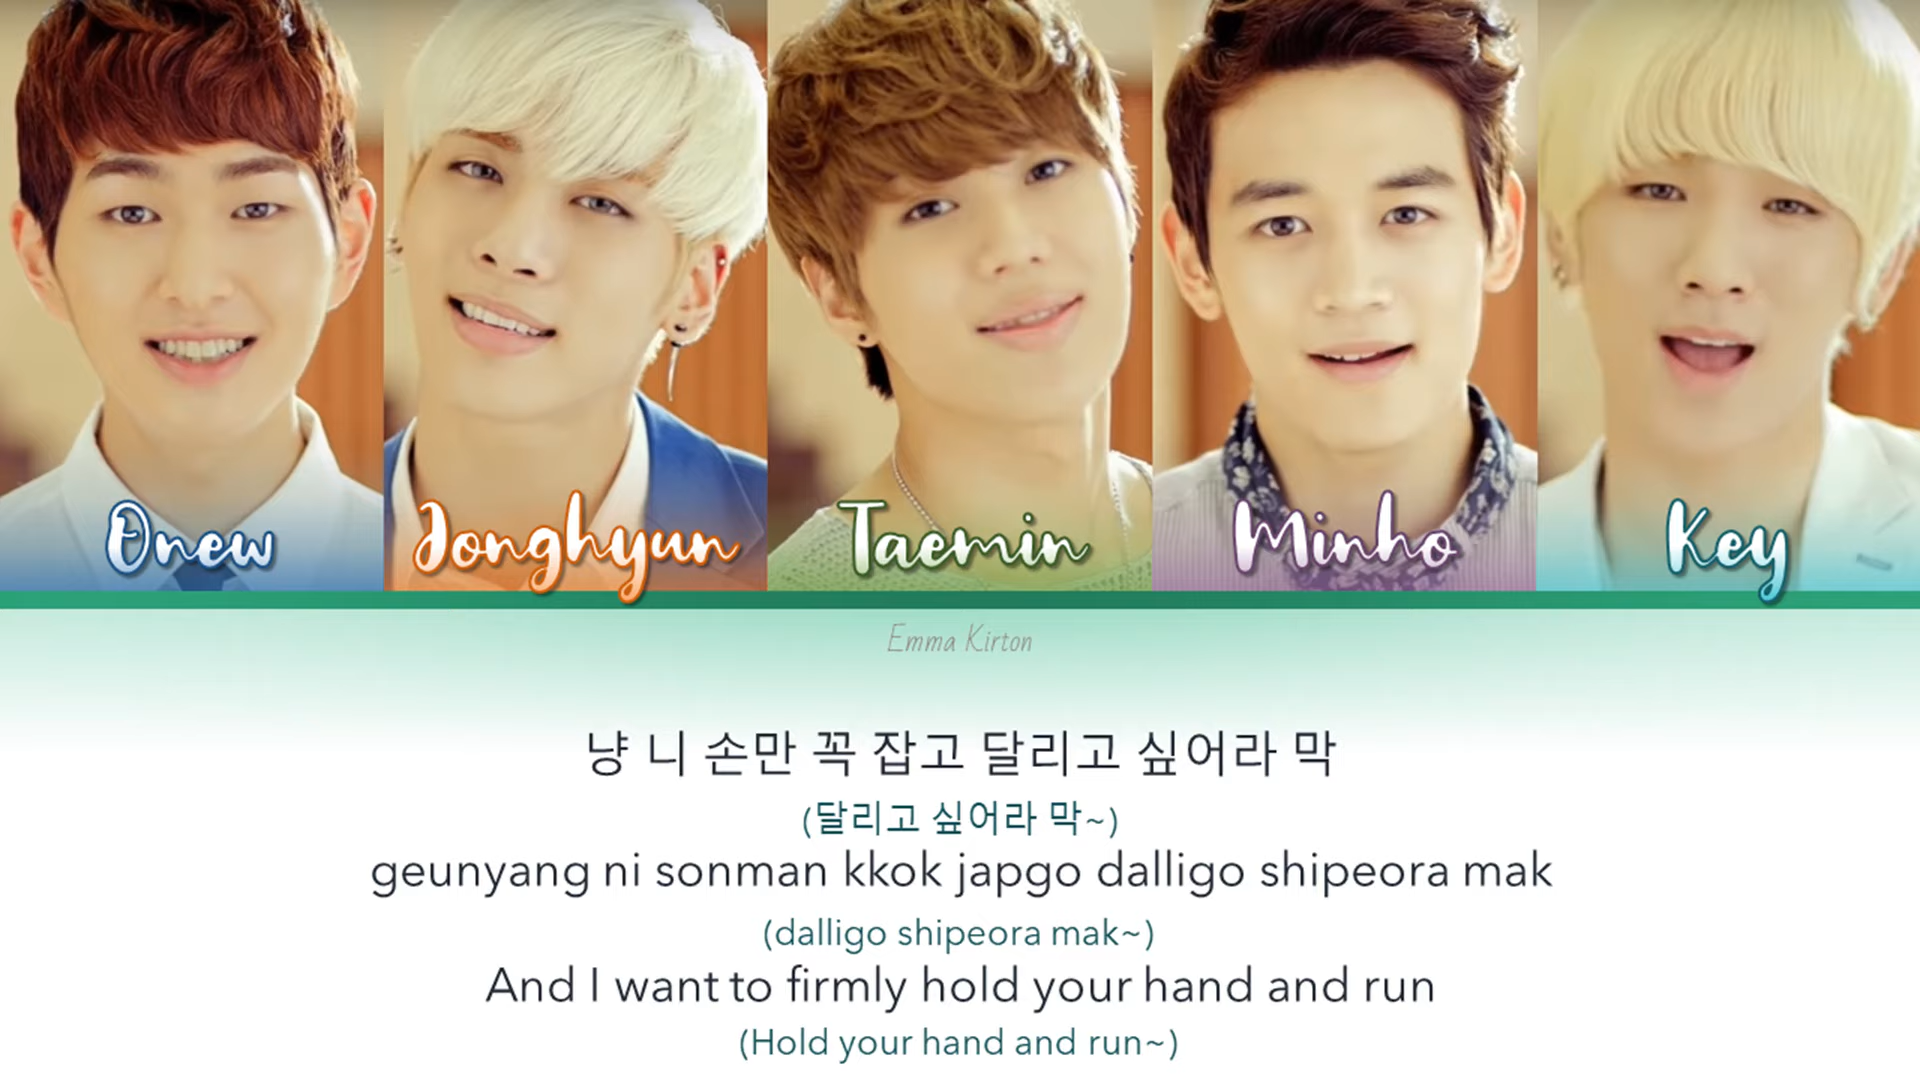 Onew
Jonghyun
Taemin
Minho
Key
Emma Kirton
냥 니 손만 꼭 잡고 달리고 싶어라 막
(달리고 싶어라 막~)
geunyang ni sonman kkok japgo dalligo shipeora mak
(dalligo shipeora mak~)
And I want to firmly hold your hand and run
(Hold your hand and run~)